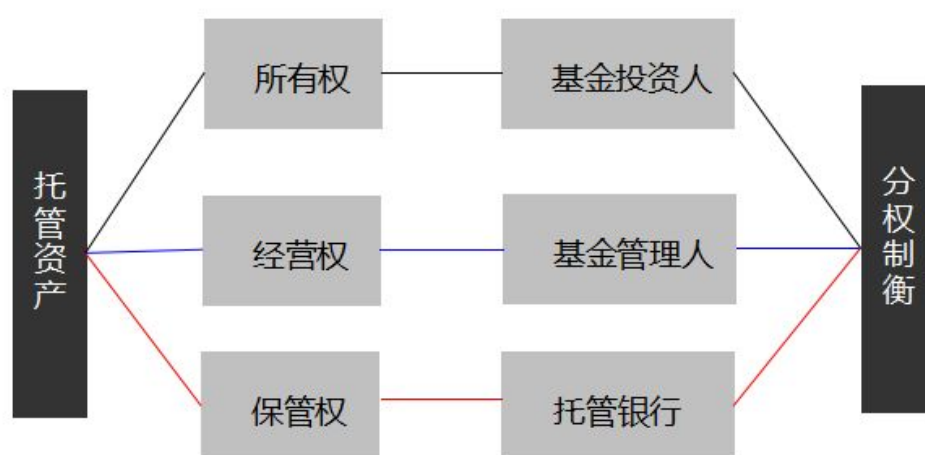 托管资产
所有权
基金投资人
经营权
基金管理人
保管权
托管银行
分权制衡